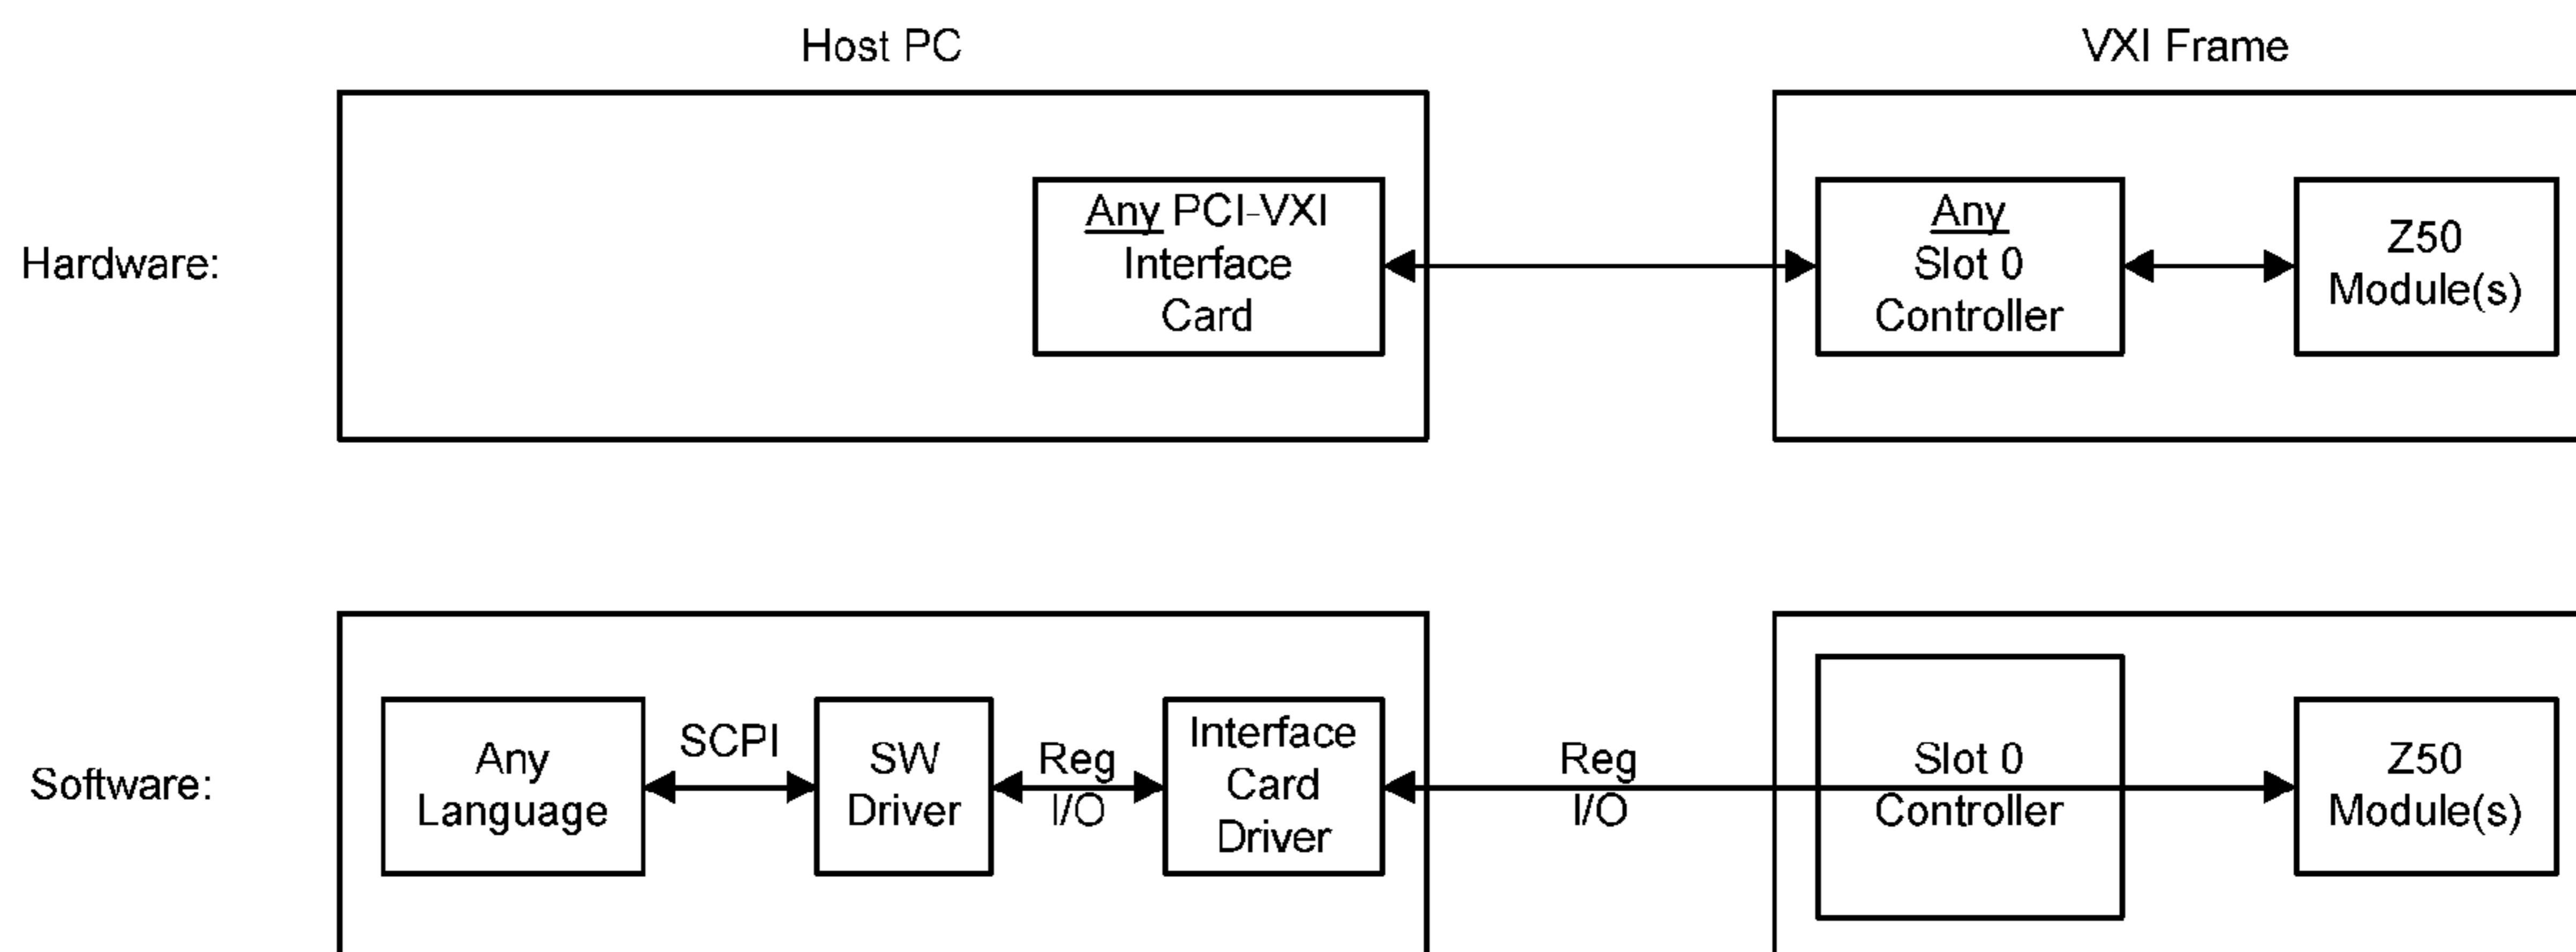 Host PC
VXI Frame
Hardware:
Any PCI-VXI
Interface
Card
Any
Slot 0
Controller
Z50
Module(s)
Software:
Any
Language
SCPI
SW
Driver
Reg
I/O
Interface
Card
Driver
Reg
I/O
Slot 0
Controller
Z50
Module(s)